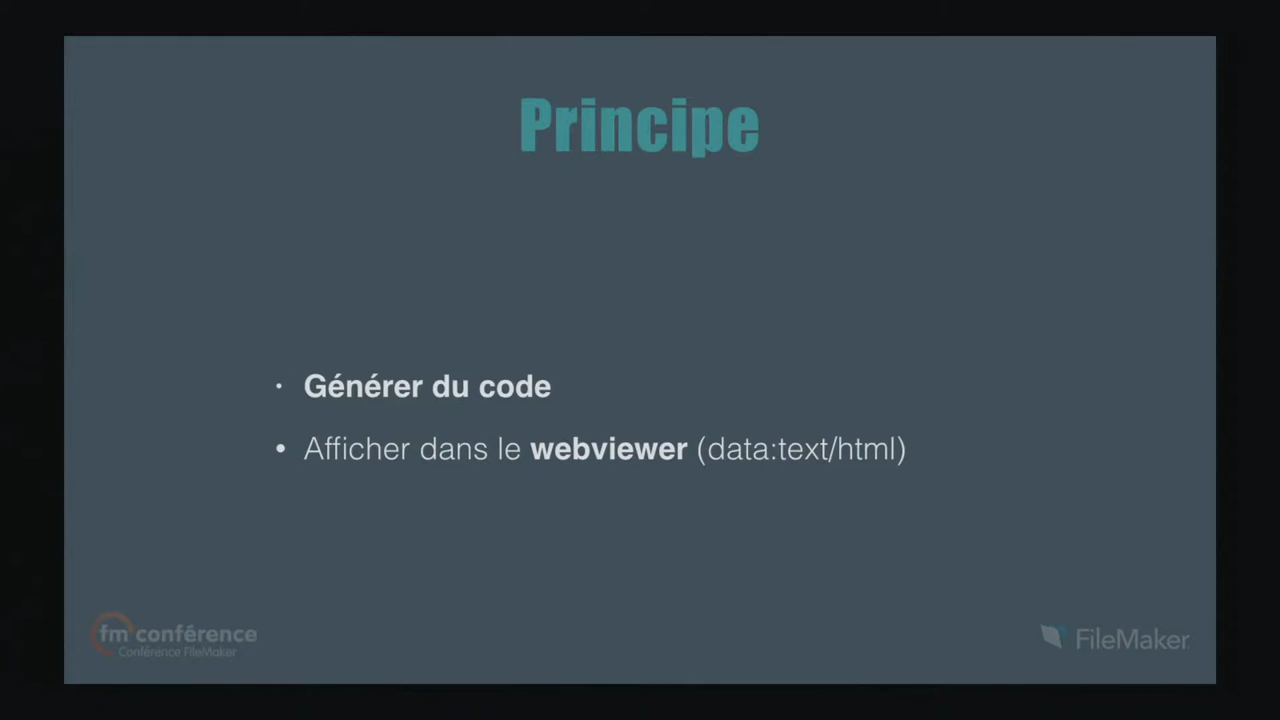 Principe
• Générer du code
• Afficher dans le webviewer (data:text/html)
fm conférence
Conférence FileMaker
FileMaker